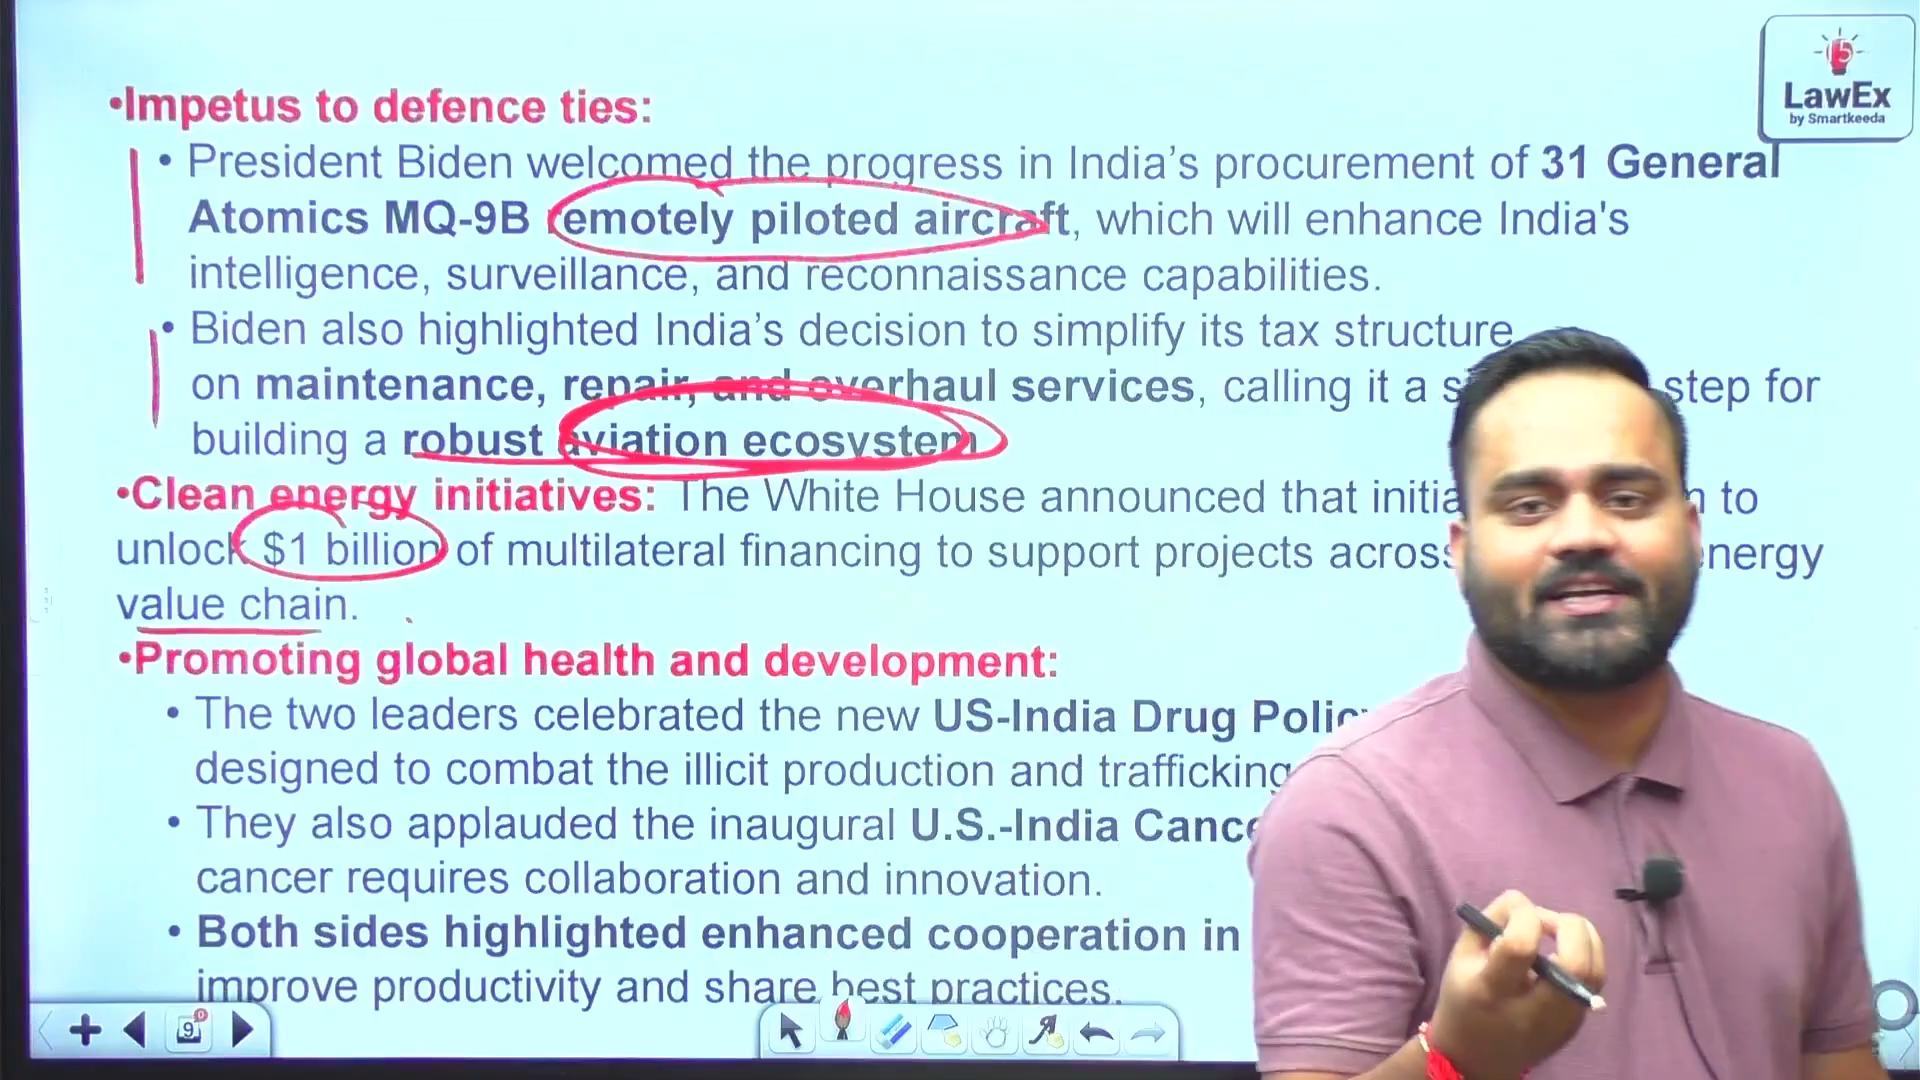 LawEx
by Smartkeeda
•Impetus to defence ties:
• President Biden welcomed the progress in India’s procurement of 31 General
Atomics MQ-9B remotely piloted aircraft, which will enhance India's
intelligence, surveillance, and reconnaissance capabilities.
• Biden also highlighted India’s decision to simplify its tax structure
on maintenance, repair, and overhaul services, calling it a step for
building a robust aviation ecosystem
•Clean energy initiatives: The White House announced that to
unlock $1 billion of multilateral financing to support projects across energy
value chain.
•Promoting global health and development:
• The two leaders celebrated the new US-India Drug Policy
designed to combat the illicit production and trafficking
• They also applauded the inaugural U.S.-India
cancer requires collaboration and innovation.
• Both sides highlighted enhanced cooperation in
improve productivity and share best practices.
9
0